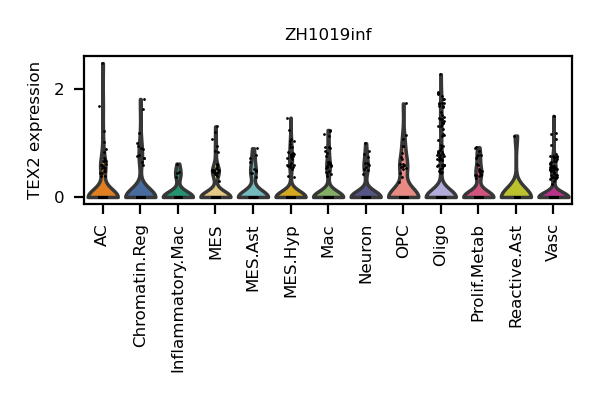 ZH1019inf
TEX2 expression
2
0
AC
Chromatin.Reg
Inflammatory.Mac
MES
MES.Ast
MES.Hyp
Mac
Neuron
OPC
Oligo
Prolif.Metab
Reactive.Ast
Vasc